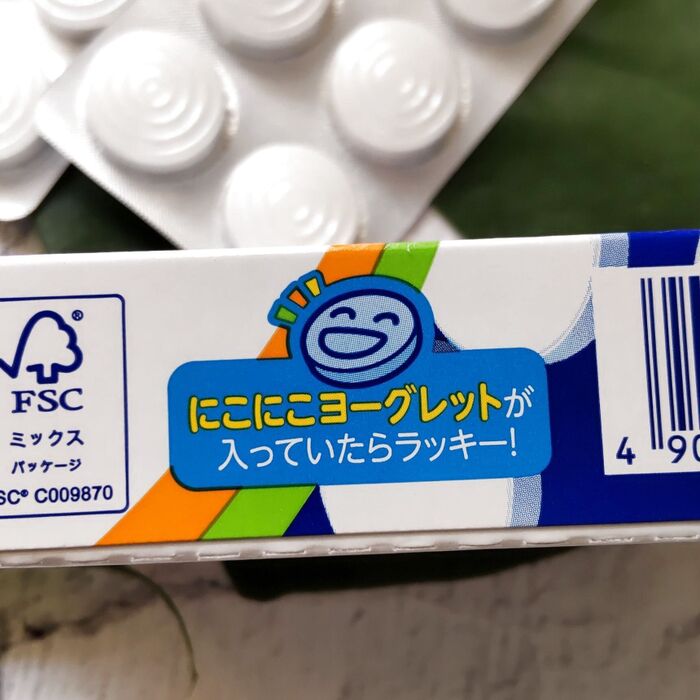 FSC®
ミックス
パッケージ
C009870
にこにこヨーグレットが
入っていたらラッキー!
4 90